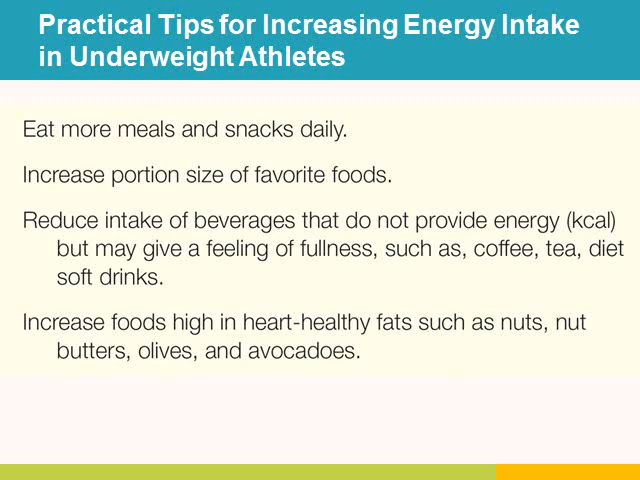 Practical Tips for Increasing Energy Intake
in Underweight Athletes
Eat more meals and snacks daily.
Increase portion size of favorite foods.
Reduce intake of beverages that do not provide energy (kcal)
but may give a feeling of fullness, such as, coffee, tea, diet
soft drinks.
Increase foods high in heart-healthy fats such as nuts, nut
butters, olives, and avocadoes.